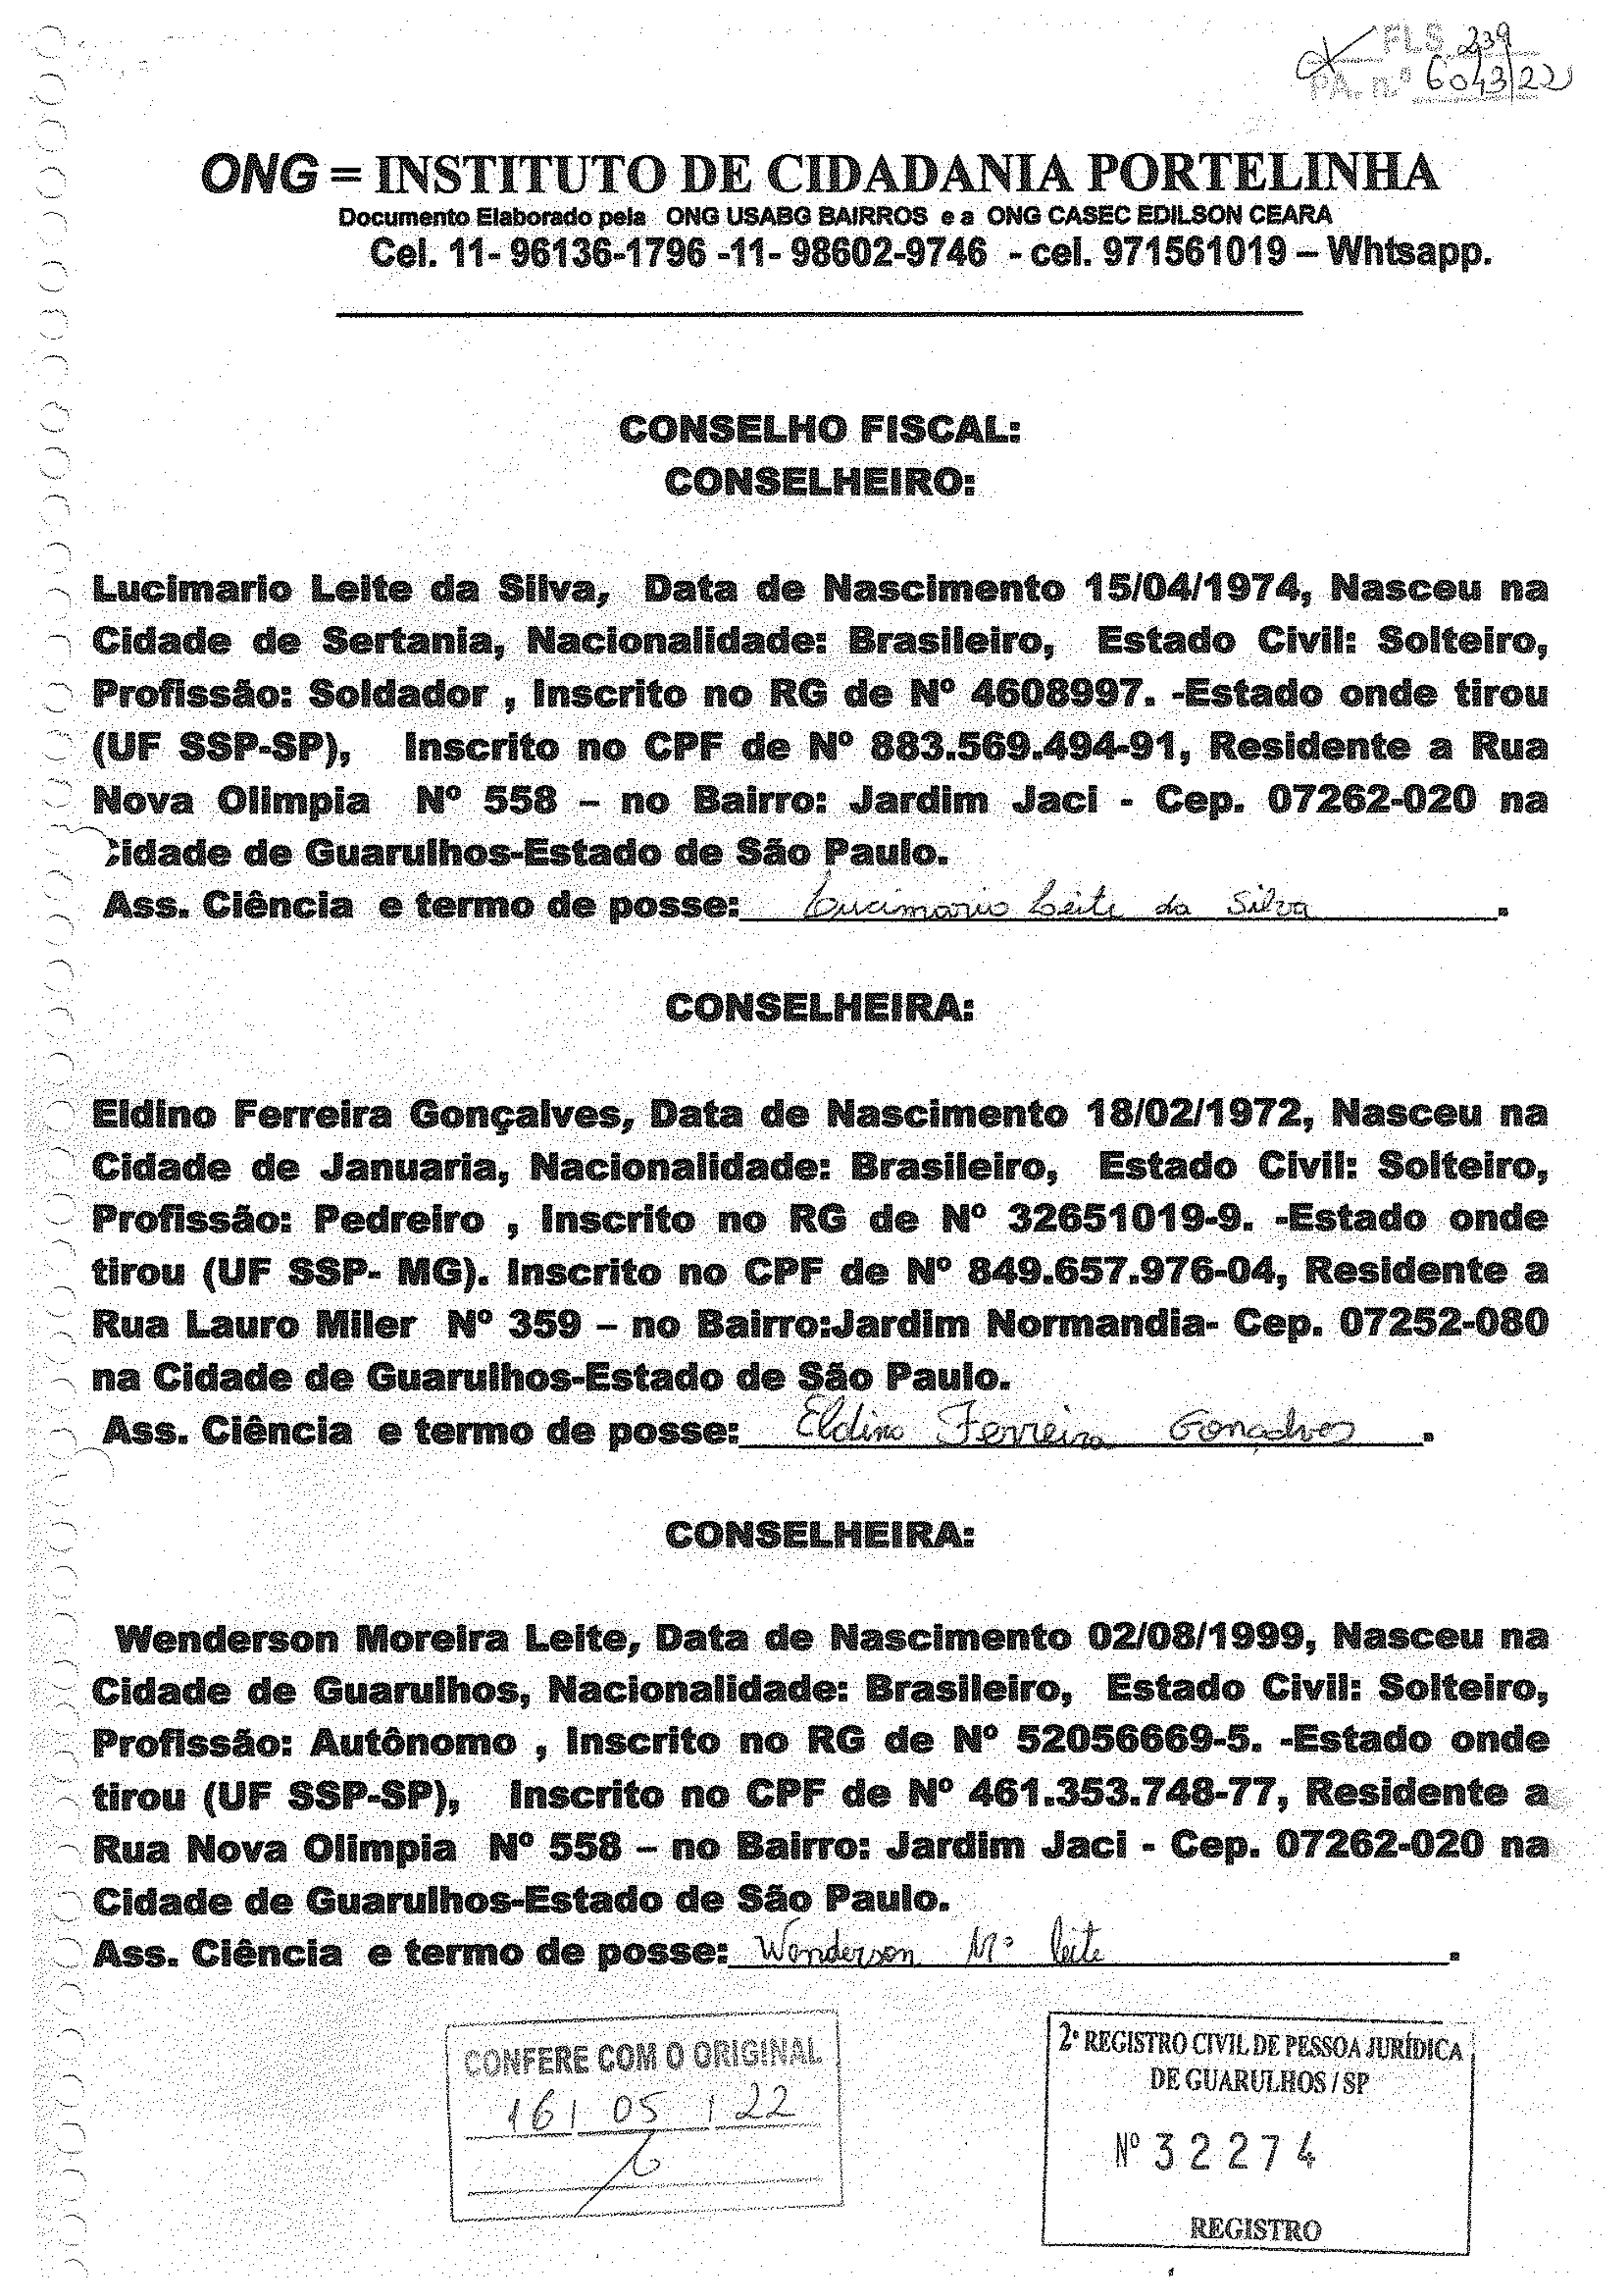 FLS. 239
PA. n.º 6043/22
ONG = INSTITUTO DE CIDADANIA PORTELINHA
Documento Elaborado pela ONG USABG BAIRROS e a ONG CASEC EDILSON CEARA
Cel. 11- 96136-1796 -11- 98602-9746 - cel. 971561019 – Whtsapp.
CONSELHO FISCAL:
CONSELHEIRO:
Lucimario Leite da Silva, Data de Nascimento 15/04/1974, Nasceu na
Cidade de Sertania, Nacionalidade: Brasileiro, Estado Civil: Solteiro,
Profissão: Soldador , Inscrito no RG de Nº 4608997. -Estado onde tirou
(UF SSP-SP), Inscrito no CPF de Nº 883.569.494-91, Residente a Rua
Nova Olimpia Nº 558 – no Bairro: Jardim Jaci - Cep. 07262-020 na
Cidade de Guarulhos-Estado de São Paulo.
Ass. Ciência e termo de posse: Lucimario Leite da Silva .
CONSELHEIRA:
Eldino Ferreira Gonçalves, Data de Nascimento 18/02/1972, Nasceu na
Cidade de Januaria, Nacionalidade: Brasileiro, Estado Civil: Solteiro,
Profissão: Pedreiro , Inscrito no RG de Nº 32651019-9. -Estado onde
tirou (UF SSP- MG). Inscrito no CPF de Nº 849.657.976-04, Residente a
Rua Lauro Miler Nº 359 – no Bairro:Jardim Normandia- Cep. 07252-080
na Cidade de Guarulhos-Estado de São Paulo.
Ass. Ciência e termo de posse: Eldino Ferreira Gonçalves .
CONSELHEIRA:
Wenderson Moreira Leite, Data de Nascimento 02/08/1999, Nasceu na
Cidade de Guarulhos, Nacionalidade: Brasileiro, Estado Civil: Solteiro,
Profissão: Autônomo , Inscrito no RG de Nº 52056669-5. -Estado onde
tirou (UF SSP-SP), Inscrito no CPF de Nº 461.353.748-77, Residente a
Rua Nova Olimpia Nº 558 – no Bairro: Jardim Jaci - Cep. 07262-020 na
Cidade de Guarulhos-Estado de São Paulo.
Ass. Ciência e termo de posse: Wenderson Mº leite .
CONFERE COM O ORIGINAL
16/ 05 / 22
2º REGISTRO CIVIL DE PESSOA JURÍDICA
DE GUARULHOS / SP
Nº 32274
REGISTRO